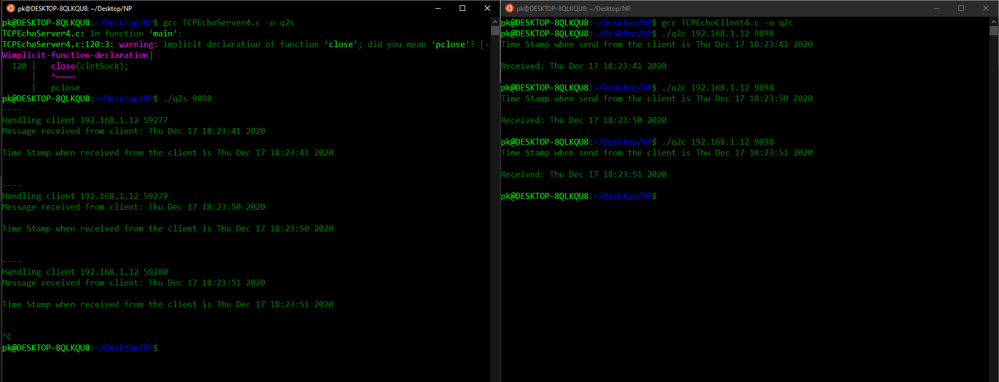 pk@DESKTOP-8QLKQU8: ~/Desktop/NP
pk@DESKTOP-8QLKQU8:~/Desktop/NP$ gcc TCPEchoServer4.c -o q2s
TCPEchoServer4.c: In function ‘main’:
TCPEchoServer4.c:120:3: warning: implicit declaration of function ‘close’; did you mean ‘pclose’? [-
Wimplicit-function-declaration]
  120 |   close(clntSock);
      |   ^~~~~
      |   pclose
pk@DESKTOP-8QLKQU8:~/Desktop/NP$ ./q2s 9898
----
Handling client 192.168.1.12 59277
Message received from client: Thu Dec 17 18:23:41 2020
Time Stamp when received from the client is Thu Dec 17 18:23:41 2020
----
Handling client 192.168.1.12 59279
Message received from client: Thu Dec 17 18:23:50 2020
Time Stamp when received from the client is Thu Dec 17 18:23:50 2020
----
Handling client 192.168.1.12 59280
Message received from client: Thu Dec 17 18:23:51 2020
Time Stamp when received from the client is Thu Dec 17 18:23:51 2020
^C
pk@DESKTOP-8QLKQU8:~/Desktop/NP$
pk@DESKTOP-8QLKQU8: ~/Desktop/NP
pk@DESKTOP-8QLKQU8:~/Desktop/NP$ gcc TCPEchoClient4.c -o q2c
pk@DESKTOP-8QLKQU8:~/Desktop/NP$ ./q2c 192.168.1.12 9898
Time Stamp when send from the client is Thu Dec 17 18:23:41 2020
Received: Thu Dec 17 18:23:41 2020
pk@DESKTOP-8QLKQU8:~/Desktop/NP$ ./q2c 192.168.1.12 9898
Time Stamp when send from the client is Thu Dec 17 18:23:50 2020
Received: Thu Dec 17 18:23:50 2020
pk@DESKTOP-8QLKQU8:~/Desktop/NP$ ./q2c 192.168.1.12 9898
Time Stamp when send from the client is Thu Dec 17 18:23:51 2020
Received: Thu Dec 17 18:23:51 2020
pk@DESKTOP-8QLKQU8:~/Desktop/NP$